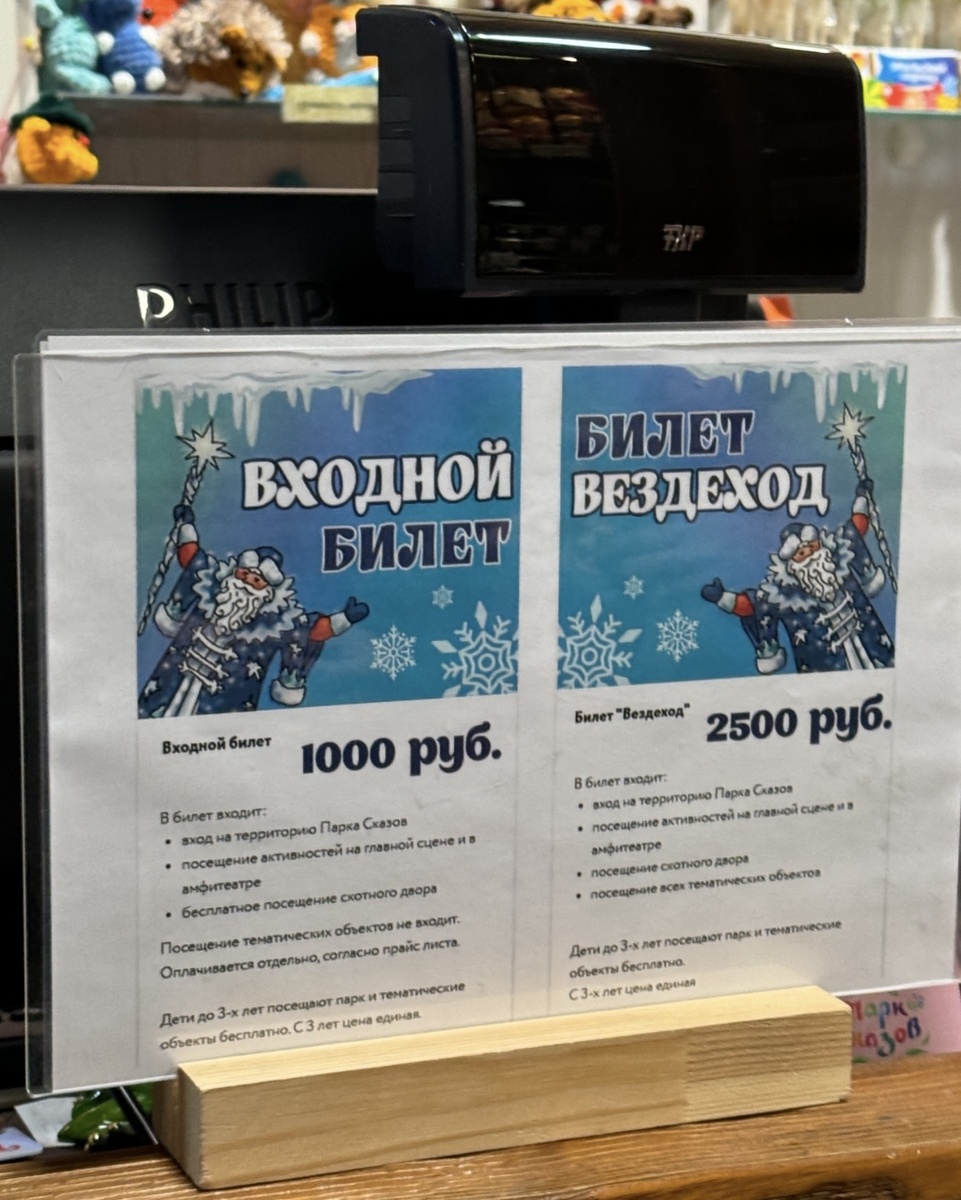 PHILIP
ВХОДНОЙ
БИЛЕТ
Входной билет
1000 руб.
В билет входит:
• вход на территорию Парка Сказов
• посещение активностей на главной сцене и в
амфитеатре
• бесплатное посещение скотного двора
Посещение тематических объектов не входит.
Оплачивается отдельно, согласно прайс листа.
Дети до 3-х лет посещают парк и тематические
объекты бесплатно. С 3 лет цена единая.
БИЛЕТ
ВЕЗДЕХОД
Билет "Вездеход"
2500 руб.
В билет входит:
• вход на территорию Парка Сказов
• посещение активностей на главной сцене и в
амфитеатре
• посещение скотного двора
• посещение всех тематических объектов
Дети до 3-х лет посещают парк и тематические
объекты бесплатно.
С 3-х лет цена единая